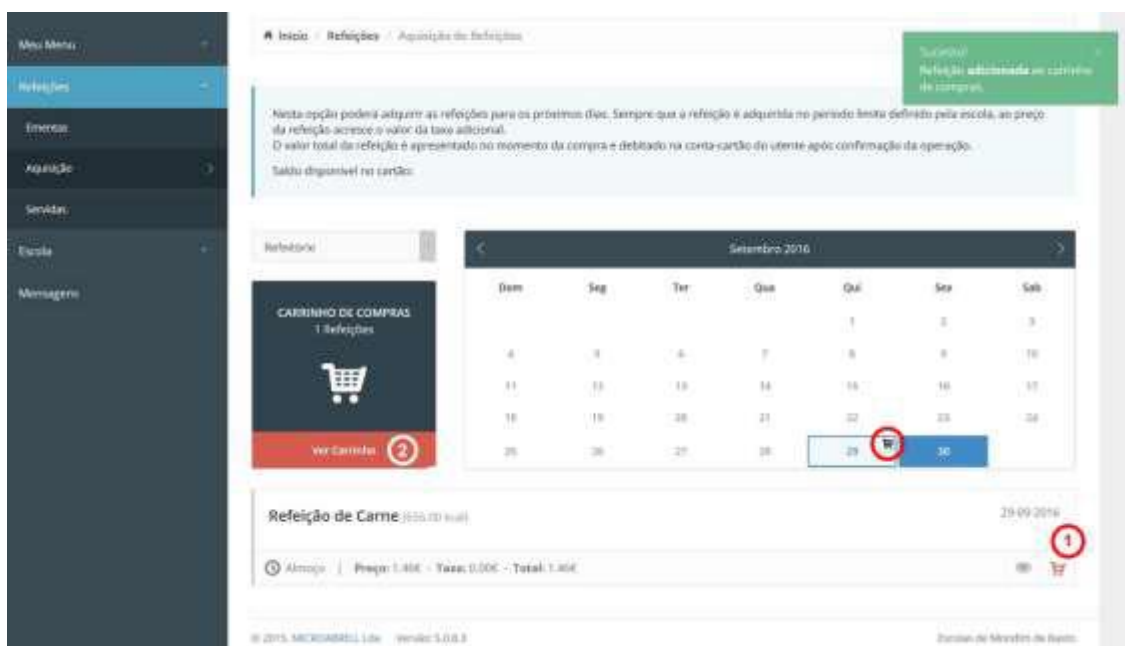 Meu Menu
Refeições
Ementas
Aquisição
Servidas
Escola
Mensagens
Início / Refeições / Aquisição de Refeições
Sucesso!
Refeição adicionada ao carrinho
de compras.
Nesta opção poderá adquirir as refeições para os próximos dias. Sempre que a refeição é adquirida no período limite definido pela escola, ao preço
da refeição acresce o valor da taxa adicional.
O valor total da refeição é apresentado no momento da compra e debitado na conta-cartão do utente após confirmação da operação.
Saldo disponível no cartão:
Refeitório
CARRINHO DE COMPRAS
1 Refeições
Ver Carrinho 2
Setembro 2016
Dom Seg Ter Qua Qui Sex Sab
1 2 3
4 5 6 7 8 9 10
11 12 13 14 15 16 17
18 19 20 21 22 23 24
25 26 27 28 29 30
Refeição de Carne
29-09-2016
1
Almoço | Preço: 1.46€ - Taxa: 0.00€ - Total: 1.46€
© 2015, MICROABREU, Lda Versão: 5.0.8.3
Escolas de Mondim de Basto